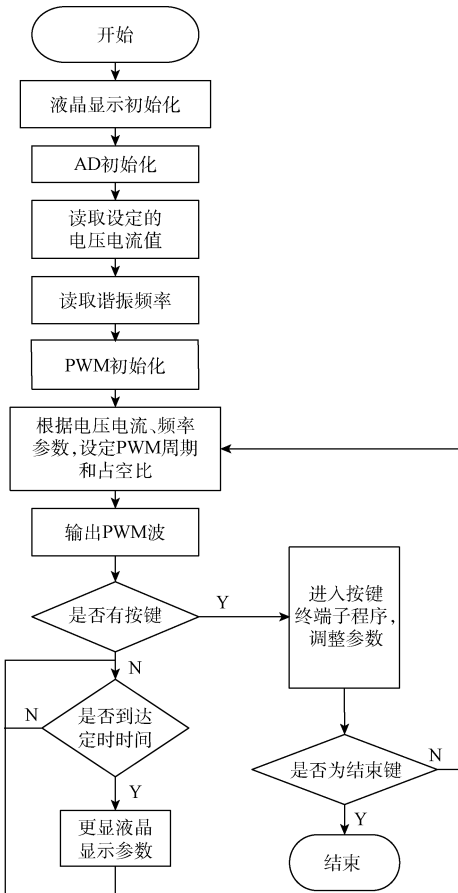 开始
液晶显示初始化
AD初始化
读取设定的
电压电流值
读取谐振频率
PWM初始化
根据电压电流、频率
参数,设定PWM周期
和占空比
输出PWM波
是否有按键
Y
进入按键
终端子程序,
调整参数
N
是否到达
定时时间
N
Y
更显液晶
显示参数
是否为结束键
N
Y
结束